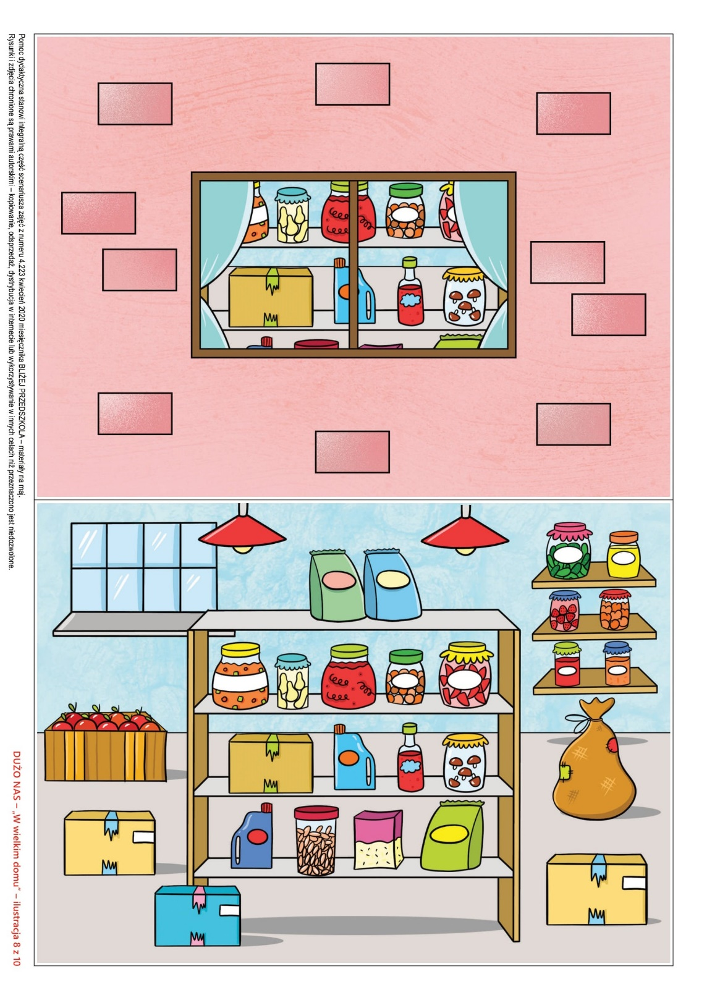 Pomoc dydaktyczna stanowi integralną część scenariusza zajęć z numeru 4.223 kwiecień 2020 miesięcznika BLIŻEJ PRZEDSZKOLA – materiały na maj.
Rysunki i zdjęcia chronione są prawami autorskimi – kopiowanie, odsprzedaż, dystrybucja w internecie lub wykorzystywanie w innych celach niż przeznaczono jest niedozwolone.
DUŻO NAS – „W wielkim domu” – ilustracja 8 z 10